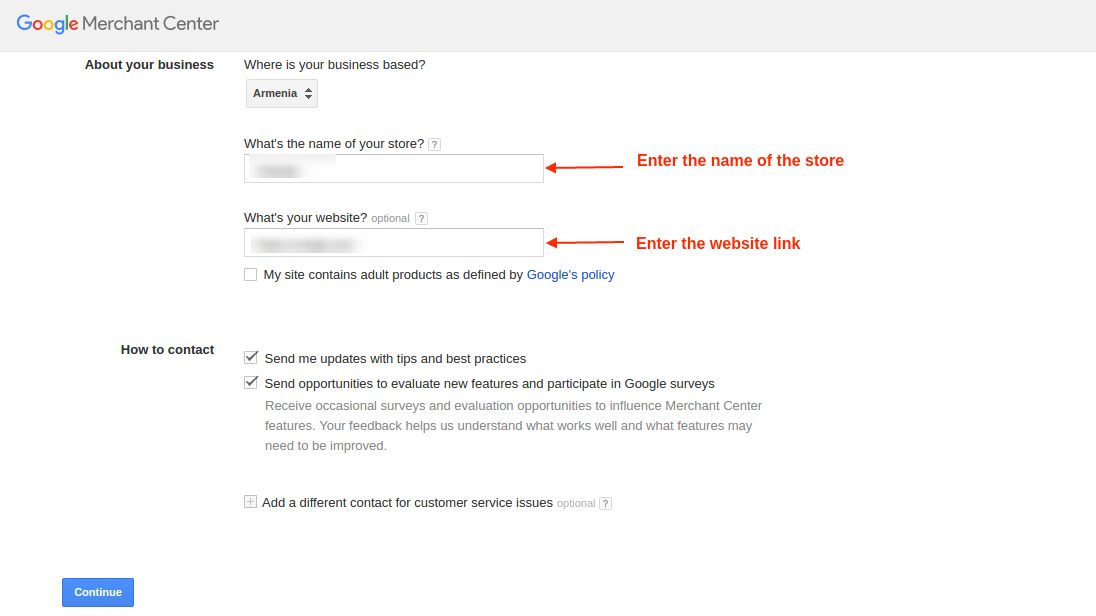 Google Merchant Center
About your business
Where is your business based?
Armenia
What's the name of your store? ?
Enter the name of the store
What's your website? optional ?
Enter the website link
My site contains adult products as defined by Google's policy
How to contact
Send me updates with tips and best practices
Send opportunities to evaluate new features and participate in Google surveys
Receive occasional surveys and evaluation opportunities to influence Merchant Center
features. Your feedback helps us understand what works well and what features may
need to be improved.
Add a different contact for customer service issues optional ?
Continue